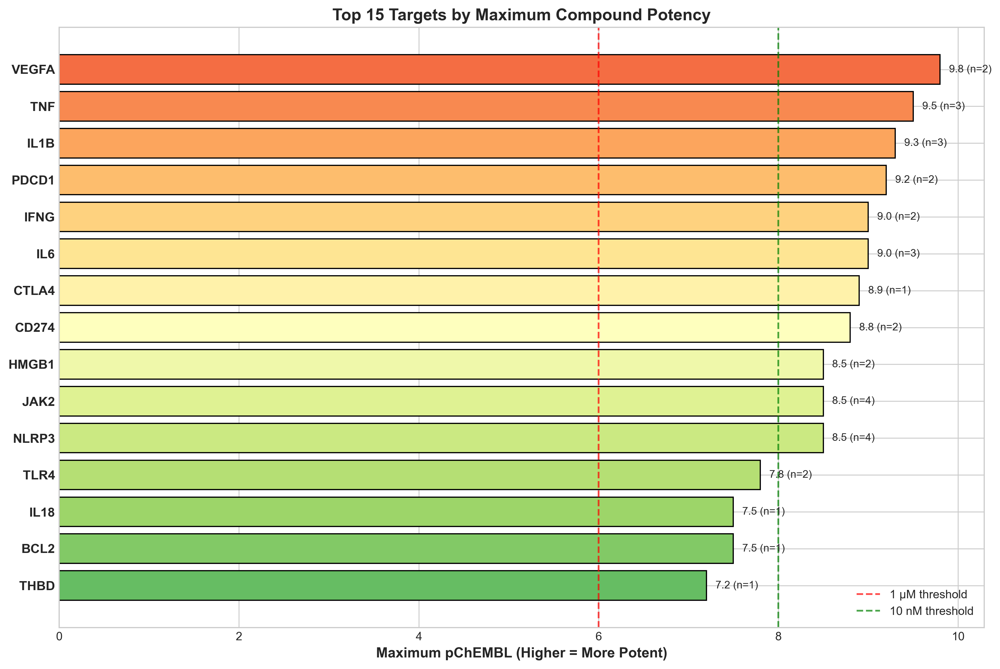 Top 15 Targets by Maximum Compound Potency
VEGFA 9.8 (n=2)
TNF 9.5 (n=3)
IL1B 9.3 (n=3)
PDCD1 9.2 (n=2)
IFNG 9.0 (n=2)
IL6 9.0 (n=3)
CTLA4 8.9 (n=1)
CD274 8.8 (n=2)
HMGB1 8.5 (n=2)
JAK2 8.5 (n=4)
NLRP3 8.5 (n=4)
TLR4 7.8 (n=2)
IL18 7.5 (n=1)
BCL2 7.5 (n=1)
THBD 7.2 (n=1)
1 μM threshold
10 nM threshold
0 2 4 6 8 10
Maximum pChEMBL (Higher = More Potent)